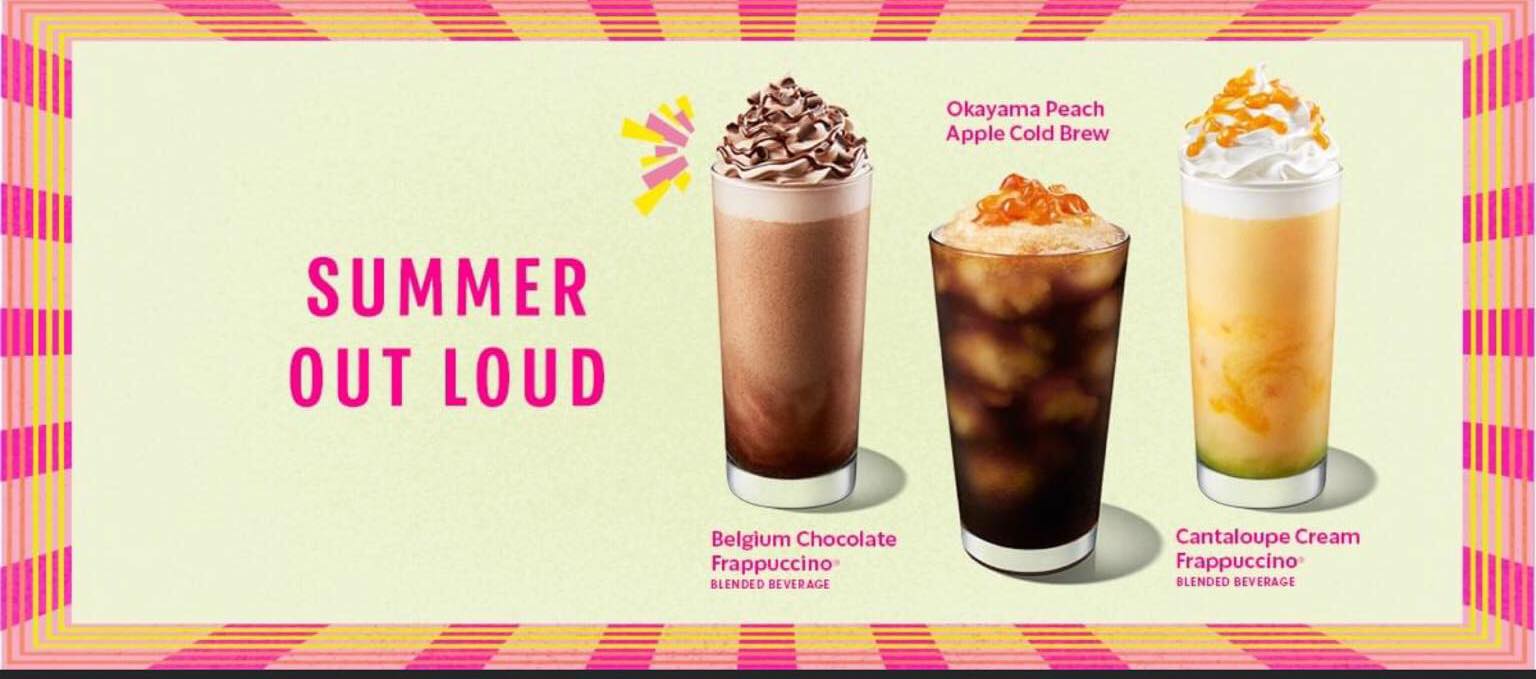 SUMMER
OUT LOUD
Okayama Peach
Apple Cold Brew
Belgium Chocolate
Frappuccino®
BLENDED BEVERAGE
Cantaloupe Cream
Frappuccino®
BLENDED BEVERAGE